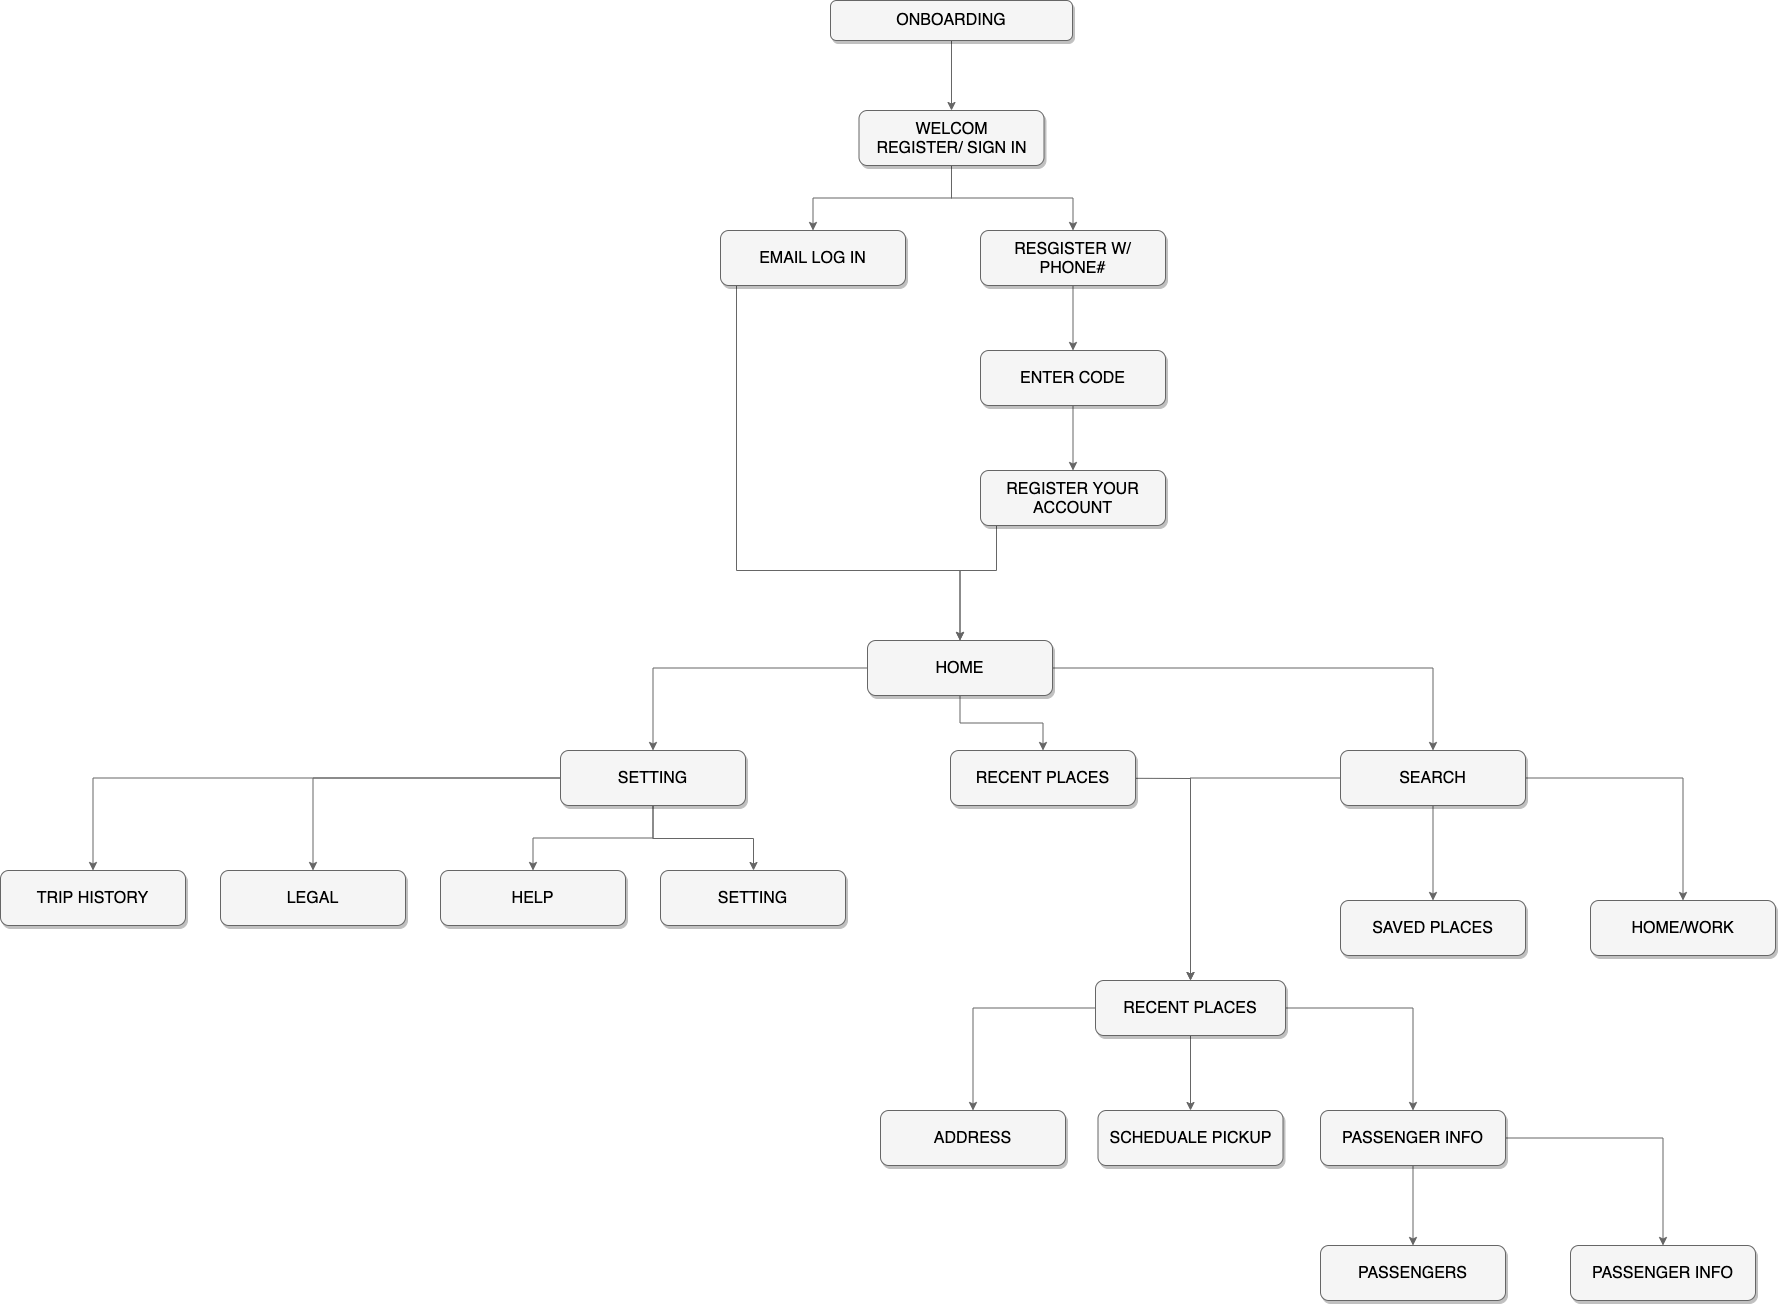 ONBOARDING
WELCOM
REGISTER/ SIGN IN
EMAIL LOG IN
RESGISTER W/
PHONE#
ENTER CODE
REGISTER YOUR
ACCOUNT
HOME
SETTING
RECENT PLACES
SEARCH
TRIP HISTORY
LEGAL
HELP
SETTING
SAVED PLACES
HOME/WORK
RECENT PLACES
ADDRESS
SCHEDUALE PICKUP
PASSENGER INFO
PASSENGERS
PASSENGER INFO